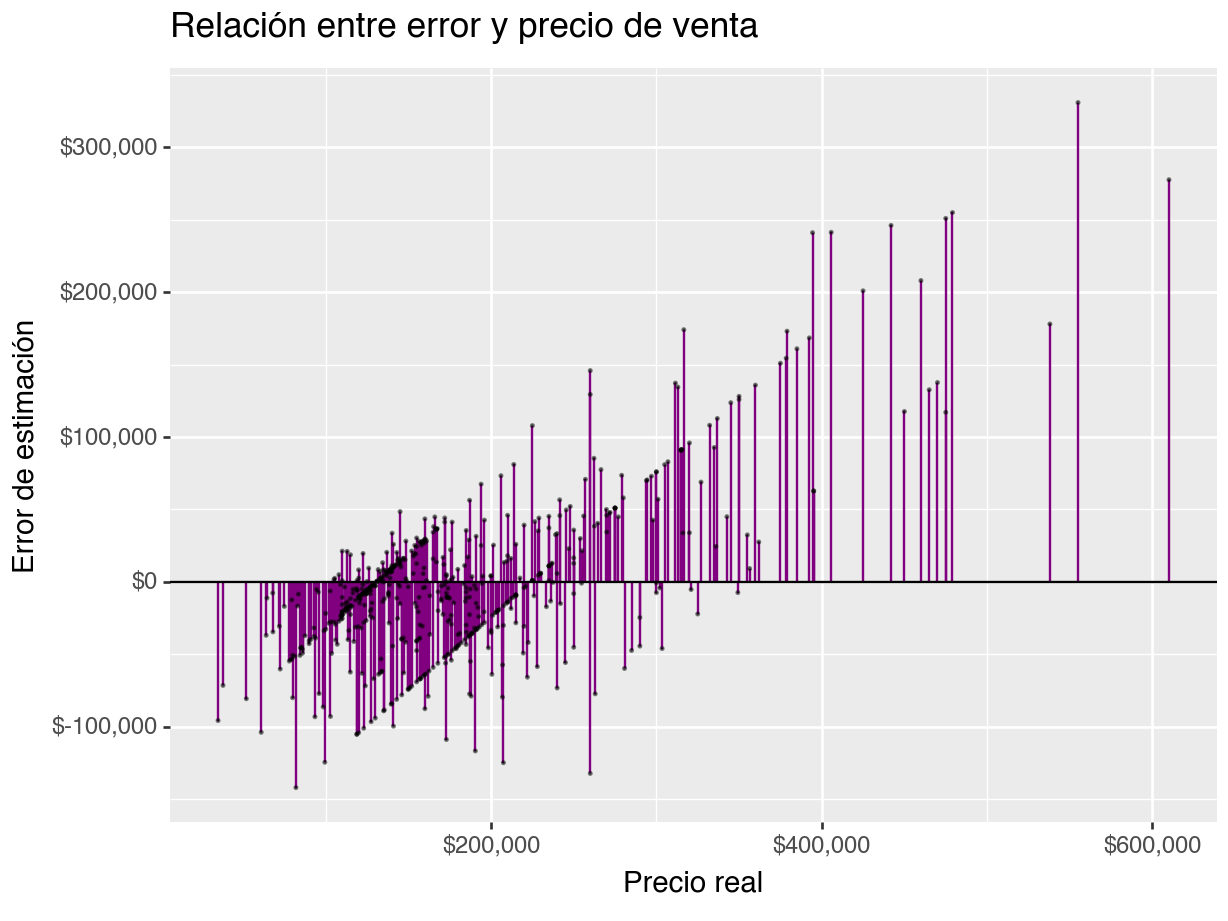 Relación entre error y precio de venta
Error de estimación
$300,000
$200,000
$100,000
$0
$-100,000
$200,000
$400,000
$600,000
Precio real